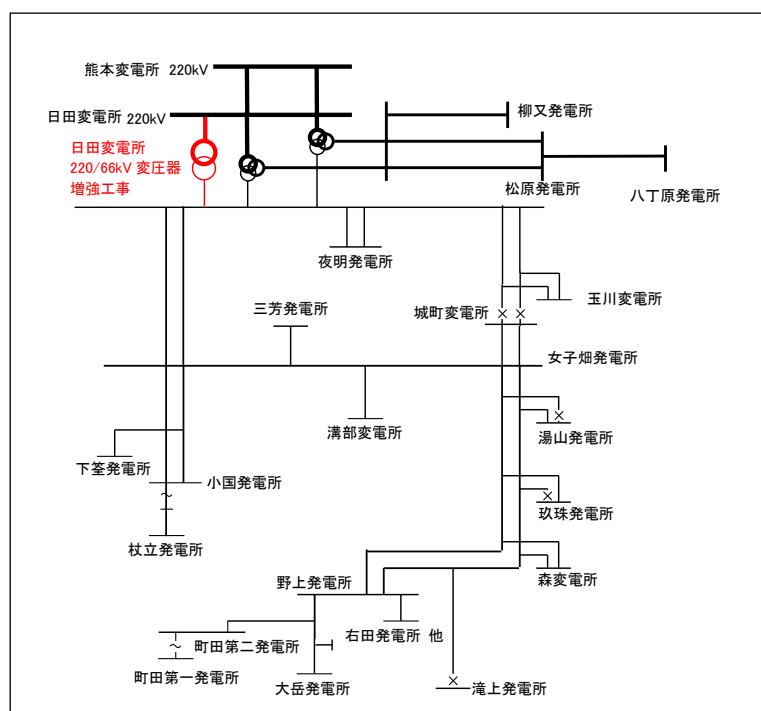 熊本変電所 220kV
日田変電所 220kV
柳又発電所
日田変電所
220/66kV 変圧器
増強工事
松原発電所
八丁原発電所
夜明発電所
玉川変電所
三芳発電所
城町変電所
女子畑発電所
溝部変電所
湯山発電所
下筌発電所
小国発電所
玖珠発電所
杖立発電所
野上発電所
森変電所
町田第二発電所
右田発電所 他
町田第一発電所
大岳発電所
滝上発電所